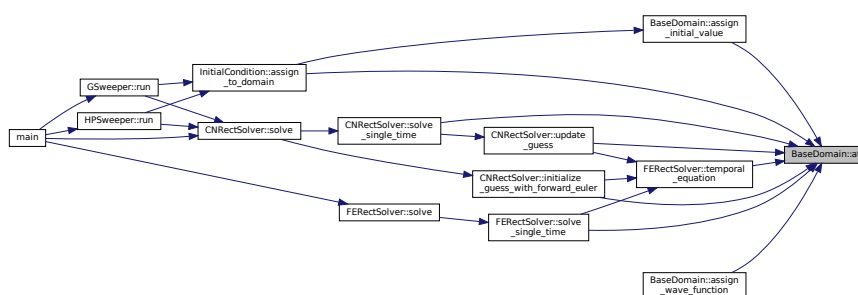 BaseDomain::assign
_initial_value
InitialCondition::assign
_to_domain
GSweeper::run
HPSweeper::run
main
CNRectSolver::solve
CNRectSolver::solve
_single_time
CNRectSolver::update
_guess
BaseDomain::at
FERectSolver::temporal
_equation
CNRectSolver::initialize
_guess_with_forward_euler
FERectSolver::solve
FERectSolver::solve
_single_time
BaseDomain::assign
_wave_function